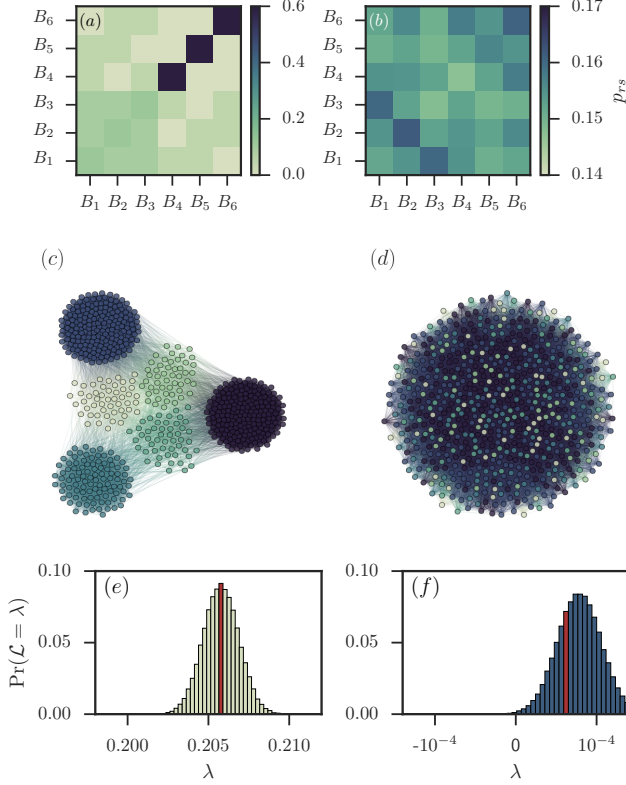 (a)
B6
B5
B4
B3
B2
B1
B1 B2 B3 B4 B5 B6
0.6
0.4
0.2
0.0
(b)
B6
B5
B4
B3
B2
B1
B1 B2 B3 B4 B5 B6
0.17
0.16
0.15
0.14
prs
(c)
(d)
(e)
0.10
0.05
0.00
Pr(ℒ = λ)
0.200 0.205 0.210
λ
(f)
0.10
0.05
0.00
-10⁻⁴ 0 10⁻⁴
λ